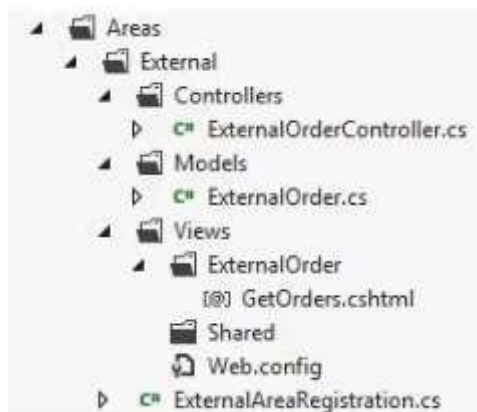 Areas
External
Controllers
C# ExternalOrderController.cs
Models
C# ExternalOrder.cs
Views
ExternalOrder
[@] GetOrders.cshtml
Shared
Web.config
C# ExternalAreaRegistration.cs